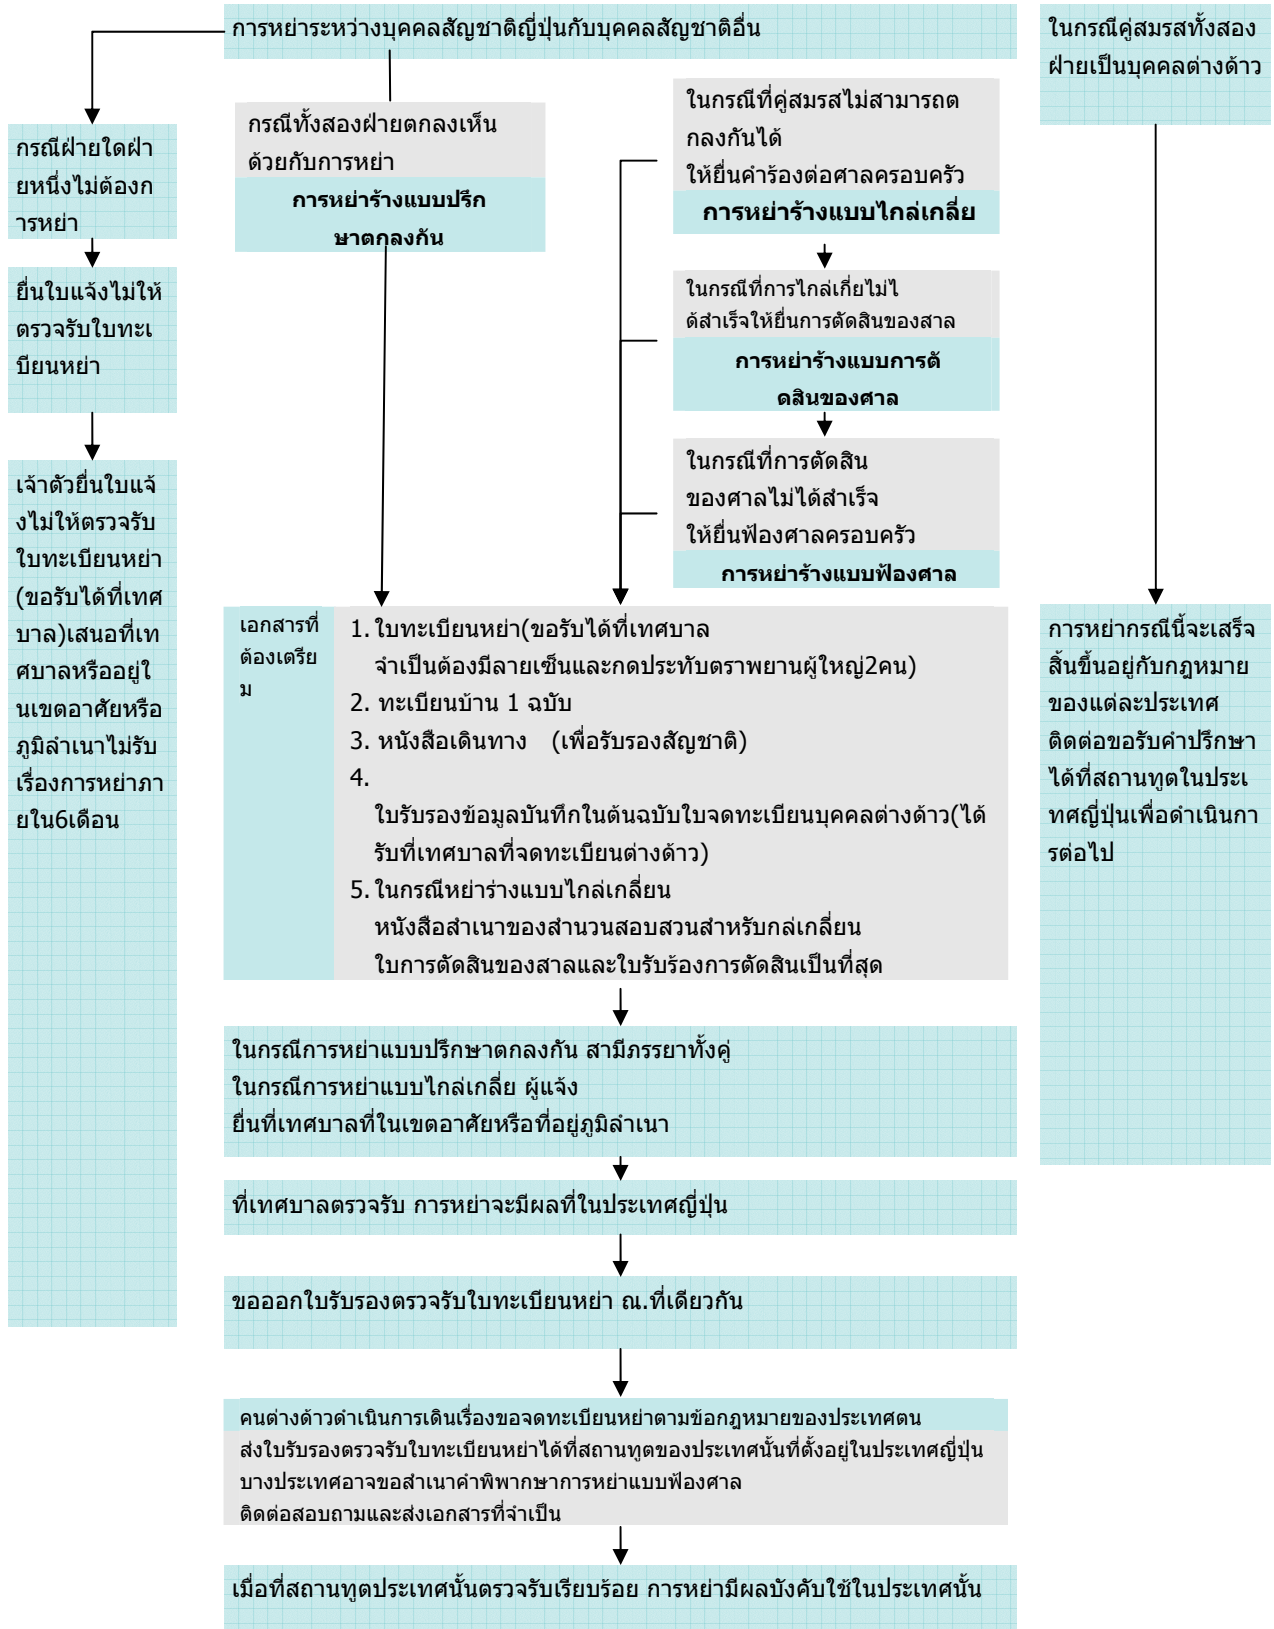 การหย่าระหว่างบุคคลสัญชาติญี่ปุ่นกับบุคคลสัญชาติอื่น
กรณีฝ่ายใดฝ่า
ยหนึ่งไม่ต้องก
ารหย่า
ยื่นใบแจ้งไม่ให้
ตรวจรับใบทะเ
บียนหย่า
เจ้าตัวยื่นใบแจ้
งไม่ให้ตรวจรับ
ใบทะเบียนหย่า
(ขอรับได้ที่เทศ
บาล)เสนอที่เท
ศบาลหรืออยู่ใ
นเขตอาศัยหรือ
ภูมิลำเนาไม่รับ
เรื่องการหย่าภา
ยใน6เดือน
กรณีทั้งสองฝ่ายตกลงเห็น
ด้วยกับการหย่า
การหย่าร้างแบบปรึก
ษาตกลงกัน
ในกรณีที่คู่สมรสไม่สามารถต
กลงกันได้
ให้ยื่นคำร้องต่อศาลครอบครัว
การหย่าร้างแบบไกล่เกลี่ย
ในกรณีที่การไกล่เกี่ยไม่ไ
ด้สำเร็จให้ยื่นการตัดสินของสาล
การหย่าร้างแบบการตั
ดสินของศาล
ในกรณีที่การตัดสิน
ของศาลไม่ได้สำเร็จ
ให้ยื่นฟ้องศาลครอบครัว
การหย่าร้างแบบฟ้องศาล
เอกสารที่
ต้องเตรีย
ม
1. ใบทะเบียนหย่า(ขอรับได้ที่เทศบาล
จำเป็นต้องมีลายเซ็นและกดประทับตราพยานผู้ใหญ่2คน)
2. ทะเบียนบ้าน 1 ฉบับ
3. หนังสือเดินทาง (เพื่อรับรองสัญชาติ)
4.
ใบรับรองข้อมูลบันทึกในต้นฉบับใบจดทะเบียนบุคคลต่างด้าว(ได้
รับที่เทศบาลที่จดทะเบียนต่างด้าว)
5. ในกรณีหย่าร่างแบบไกล่เกลี่ยน
หนังสือสำเนาของสำนวนสอบสวนสำหรับกล่เกลี่ยน
ใบการตัดสินของสาลและใบรับร้องการตัดสินเป็นที่สุด
ในกรณีการหย่าแบบปรึกษาตกลงกัน สามีภรรยาทั้งคู่
ในกรณีการหย่าแบบไกล่เกลี่ย ผู้แจ้ง
ยื่นที่เทศบาลที่ในเขตอาศัยหรือที่อยู่ภูมิลำเนา
ที่เทศบาลตรวจรับ การหย่าจะมีผลที่ในประเทศญี่ปุ่น
ขอออกใบรับรองตรวจรับใบทะเบียนหย่า ณ.ที่เดียวกัน
คนต่างด้าวดำเนินการเดินเรื่องขอจดทะเบียนหย่าตามข้อกฎหมายของประเทศตน
ส่งใบรับรองตรวจรับใบทะเบียนหย่าได้ที่สถานทูตของประเทศนั้นที่ตั้งอยู่ในประเทศญี่ปุ่น
บางประเทศอาจขอสำเนาคำพิพากษาการหย่าแบบฟ้องศาล
ติดต่อสอบถามและส่งเอกสารที่จำเป็น
เมื่อที่สถานทูตประเทศนั้นตรวจรับเรียบร้อย การหย่ามีผลบังคับใช้ในประเทศนั้น
ในกรณีคู่สมรสทั้งสอง
ฝ่ายเป็นบุคคลต่างด้าว
การหย่ากรณีนี้จะเสร็จ
สิ้นขึ้นอยู่กับกฎหมาย
ของแต่ละประเทศ
ติดต่อขอรับคำปรึกษา
ได้ที่สถานทูตในประเ
ทศญี่ปุ่นเพื่อดำเนินกา
รต่อไป